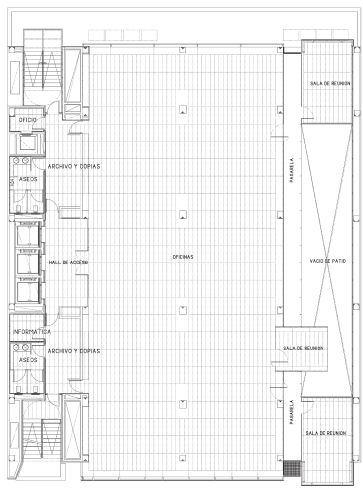 SALA DE REUNION
OFICIO
PASARELA
ARCHIVO Y COPIAS
ASEOS
OFICINAS
HALL DE ACCESO
VACIO DE PATIO
INFORMATICA
SALA DE REUNION
ARCHIVO Y COPIAS
ASEOS
PASARELA
SALA DE REUNION